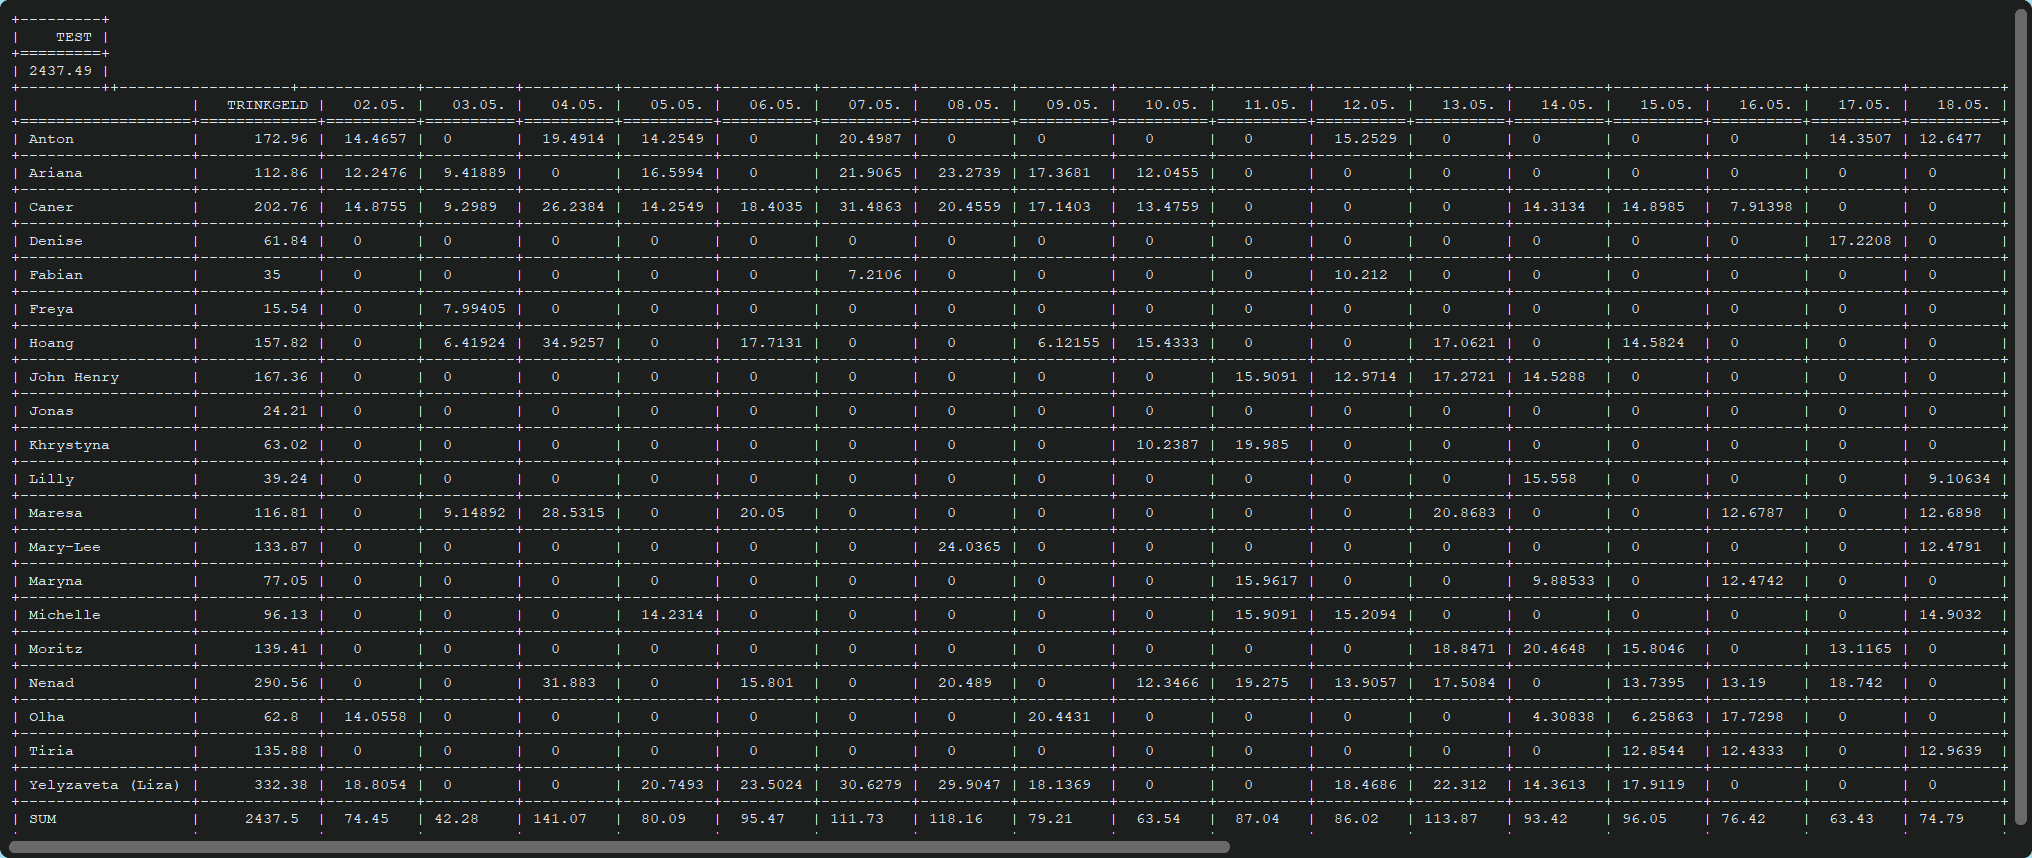 TEST
2437.49
TRINKGELD | 02.05. | 03.05. | 04.05. | 05.05. | 06.05. | 07.05. | 08.05. | 09.05. | 10.05. | 11.05. | 12.05. | 13.05. | 14.05. | 15.05. | 16.05. | 17.05. | 18.05. |
| Anton | 172.96 | 14.4657 | 0 | 19.4914 | 14.2549 | 0 | 20.4987 | 0 | 0 | 0 | 0 | 15.2529 | 0 | 0 | 0 | 0 | 14.3507 | 12.6477 |
| Ariana | 112.86 | 12.2476 | 9.41889 | 0 | 16.5994 | 0 | 21.9065 | 23.2739 | 17.3681 | 12.0455 | 0 | 0 | 0 | 0 | 0 | 0 | 0 | 0 |
| Caner | 202.76 | 14.8755 | 9.2989 | 26.2384 | 14.2549 | 18.4035 | 31.4863 | 20.4559 | 17.1403 | 13.4759 | 0 | 0 | 0 | 14.3134 | 14.8985 | 7.91398 | 0 | 0 |
| Denise | 61.84 | 0 | 0 | 0 | 0 | 0 | 0 | 0 | 0 | 0 | 0 | 0 | 0 | 0 | 0 | 0 | 17.2208 | 0 |
| Fabian | 35 | 0 | 0 | 0 | 0 | 0 | 7.2106 | 0 | 0 | 0 | 0 | 10.212 | 0 | 0 | 0 | 0 | 0 | 0 |
| Freya | 15.54 | 0 | 7.99405 | 0 | 0 | 0 | 0 | 0 | 0 | 0 | 0 | 0 | 0 | 0 | 0 | 0 | 0 | 0 |
| Hoang | 157.82 | 0 | 6.41924 | 34.9257 | 0 | 17.7131 | 0 | 0 | 6.12155 | 15.4333 | 0 | 0 | 17.0621 | 0 | 14.5824 | 0 | 0 | 0 |
| John Henry | 167.36 | 0 | 0 | 0 | 0 | 0 | 0 | 0 | 0 | 0 | 15.9091 | 12.9714 | 17.2721 | 14.5288 | 0 | 0 | 0 | 0 |
| Jonas | 24.21 | 0 | 0 | 0 | 0 | 0 | 0 | 0 | 0 | 0 | 0 | 0 | 0 | 0 | 0 | 0 | 0 | 0 |
| Khrystyna | 63.02 | 0 | 0 | 0 | 0 | 0 | 0 | 0 | 0 | 10.2387 | 19.985 | 0 | 0 | 0 | 0 | 0 | 0 | 0 |
| Lilly | 39.24 | 0 | 0 | 0 | 0 | 0 | 0 | 0 | 0 | 0 | 0 | 0 | 0 | 15.558 | 0 | 0 | 0 | 9.10634 |
| Maresa | 116.81 | 0 | 9.14892 | 28.5315 | 0 | 20.05 | 0 | 0 | 0 | 0 | 0 | 0 | 20.8683 | 0 | 0 | 12.6787 | 0 | 12.6898 |
| Mary-Lee | 133.87 | 0 | 0 | 0 | 0 | 0 | 0 | 24.0365 | 0 | 0 | 0 | 0 | 0 | 0 | 0 | 0 | 0 | 12.4791 |
| Maryna | 77.05 | 0 | 0 | 0 | 0 | 0 | 0 | 0 | 0 | 0 | 15.9617 | 0 | 0 | 9.88533 | 0 | 12.4742 | 0 | 0 |
| Michelle | 96.13 | 0 | 0 | 0 | 14.2314 | 0 | 0 | 0 | 0 | 0 | 15.9091 | 15.2094 | 0 | 0 | 0 | 0 | 0 | 14.9032 |
| Moritz | 139.41 | 0 | 0 | 0 | 0 | 0 | 0 | 0 | 0 | 0 | 0 | 0 | 18.8471 | 20.4648 | 15.8046 | 0 | 13.1165 | 0 |
| Nenad | 290.56 | 0 | 0 | 31.883 | 0 | 15.801 | 0 | 20.489 | 0 | 12.3466 | 19.275 | 13.9057 | 17.5084 | 0 | 13.7395 | 13.19 | 18.742 | 0 |
| Olha | 62.8 | 14.0558 | 0 | 0 | 0 | 0 | 0 | 0 | 20.4431 | 0 | 0 | 0 | 0 | 4.30838 | 6.25863 | 17.7298 | 0 | 0 |
| Tiria | 135.88 | 0 | 0 | 0 | 0 | 0 | 0 | 0 | 0 | 0 | 0 | 0 | 0 | 0 | 12.8544 | 12.4333 | 0 | 12.9639 |
| Yelyzaveta (Liza) | 332.38 | 18.8054 | 0 | 0 | 20.7493 | 23.5024 | 30.6279 | 29.9047 | 18.1369 | 0 | 0 | 18.4686 | 22.312 | 14.3613 | 17.9119 | 0 | 0 | 0 |
| SUM | 2437.5 | 74.45 | 42.28 | 141.07 | 80.09 | 95.47 | 111.73 | 118.16 | 79.21 | 63.54 | 87.04 | 86.02 | 113.87 | 93.42 | 96.05 | 76.42 | 63.43 | 74.79 |